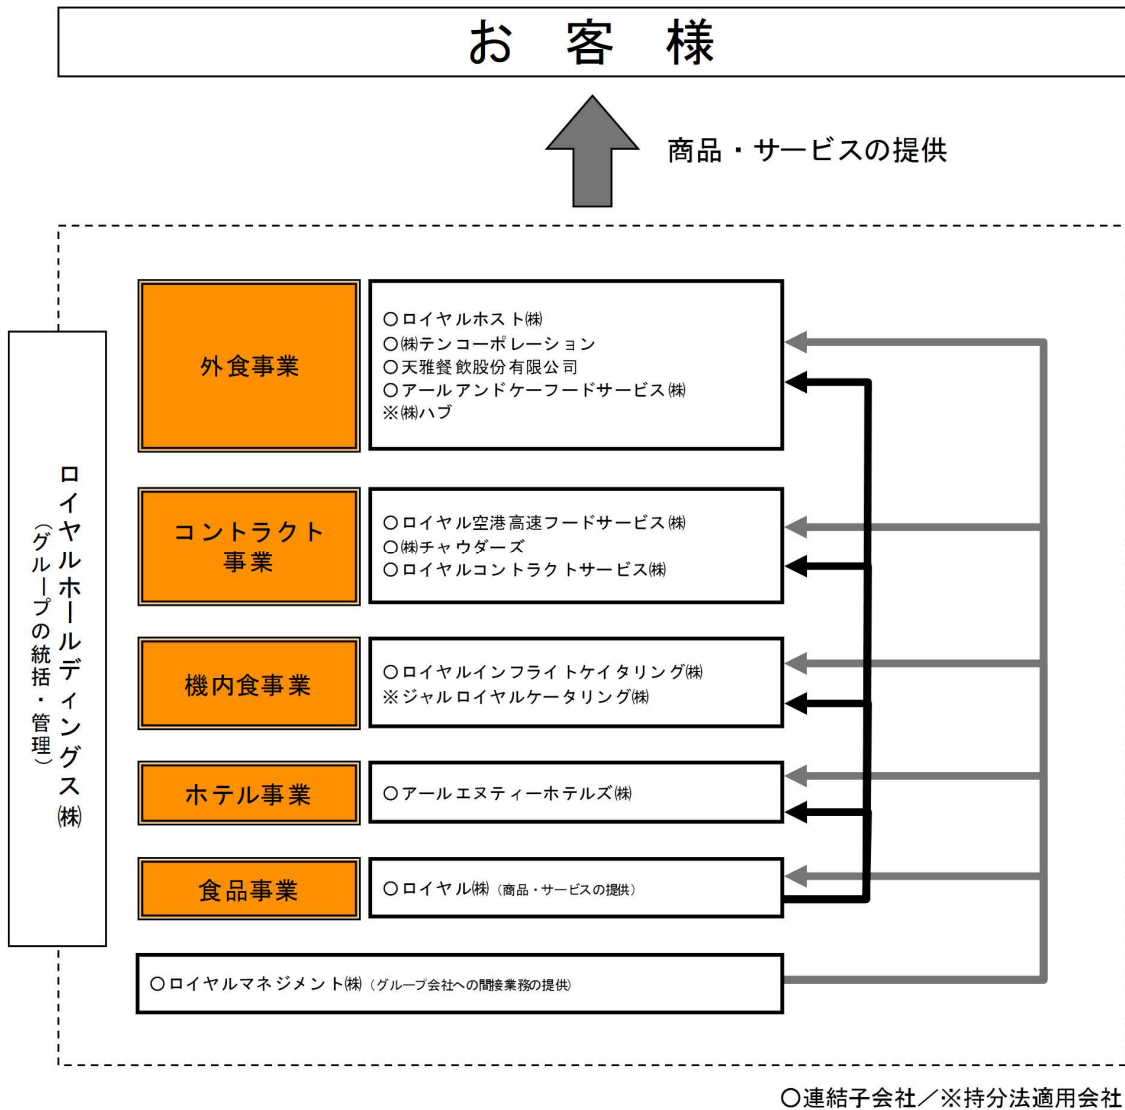 お 客 様
商品・サービスの提供
ロイヤルホールディングス㈱
（グループの統括・管理）
外食事業
○ロイヤルホスト㈱
○㈱テンコーポレーション
○天雅餐飲股份有限公司
○アールアンドケーフードサービス㈱
※㈱ハブ
コントラクト
事業
○ロイヤル空港高速フードサービス㈱
○㈱チャウダーズ
○ロイヤルコントラクトサービス㈱
機内食事業
○ロイヤルインフライトケイタリング㈱
※ジャルロイヤルケータリング㈱
ホテル事業
○アールエヌティーホテルズ㈱
食品事業
○ロイヤル㈱（商品・サービスの提供）
○ロイヤルマネジメント㈱（グループ会社への間接業務の提供）
○連結子会社／※持分法適用会社